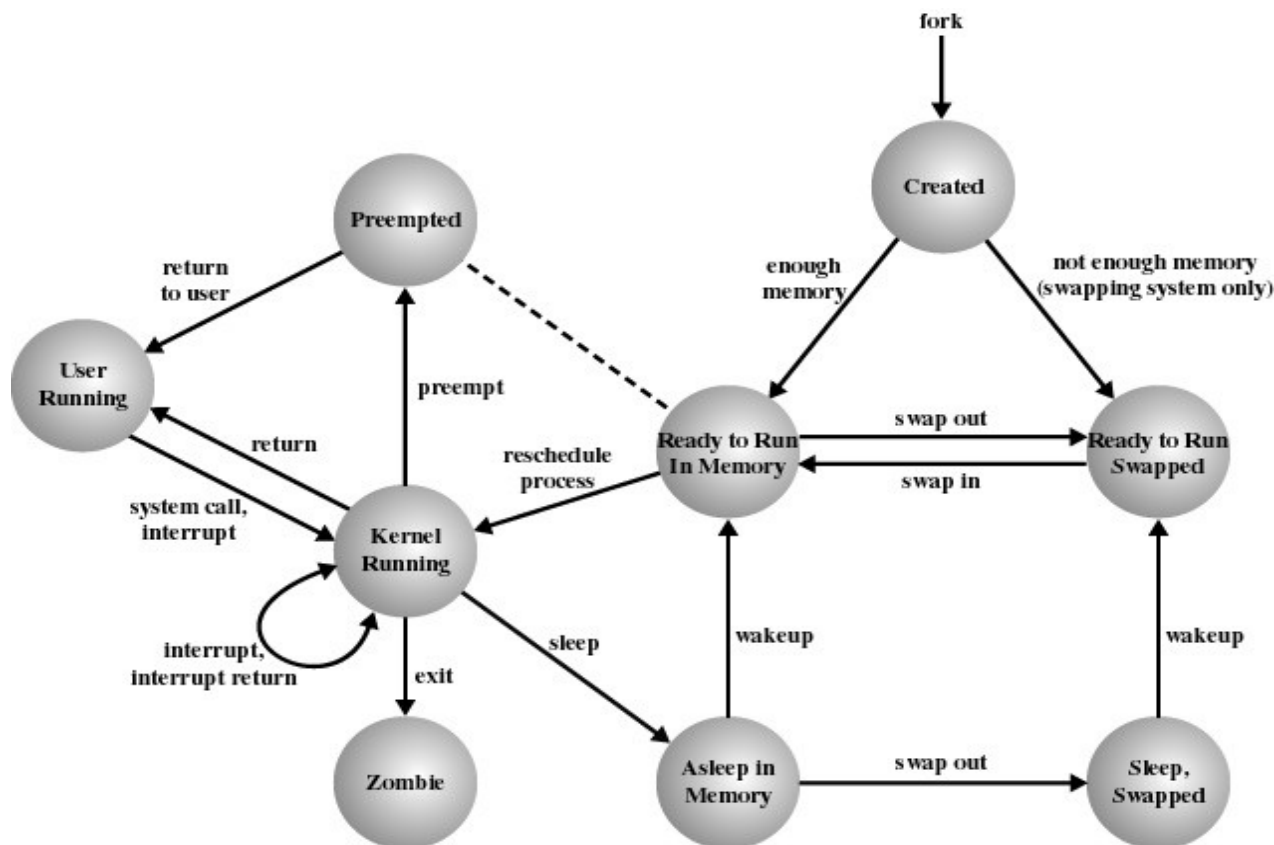 fork
Created
Preempted
enough
memory
not enough memory
(swapping system only)
return
to user
User
Running
preempt
return
Ready to Run
In Memory
swap out
swap in
Ready to Run
Swapped
reschedule
process
system call,
interrupt
Kernel
Running
interrupt,
interrupt return
sleep
exit
wakeup
wakeup
Zombie
Asleep in
Memory
swap out
Sleep,
Swapped